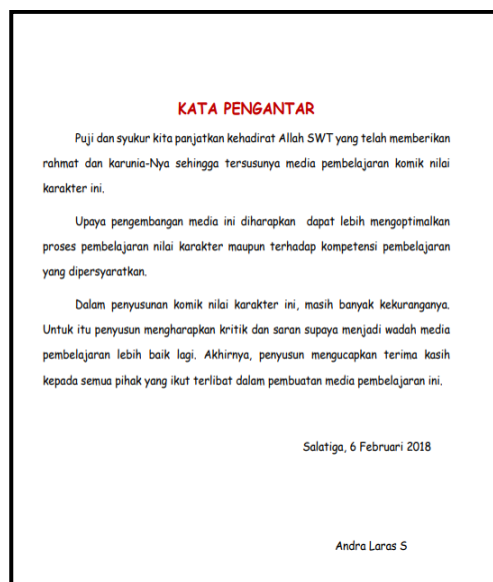 KATA PENGANTAR
Puji dan syukur kita panjatkan kehadirat Allah SWT yang telah memberikan
rahmat dan karunia-Nya sehingga tersusunya media pembelajaran komik nilai
karakter ini.
Upaya pengembangan media ini diharapkan dapat lebih mengoptimalkan
proses pembelajaran nilai karakter maupun terhadap kompetensi pembelajaran
yang dipersyaratkan.
Dalam penyusunan komik nilai karakter ini, masih banyak kekuranganya.
Untuk itu penyusun mengharapkan kritik dan saran supaya menjadi wadah media
pembelajaran lebih baik lagi. Akhirnya, penyusun mengucapkan terima kasih
kepada semua pihak yang ikut terlibat dalam pembuatan media pembelajaran ini.
Salatiga, 6 Februari 2018
Andra Laras S